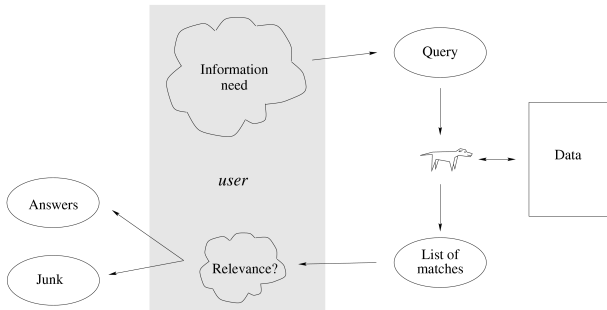 Information
need
Query
Data
user
Answers
Relevance?
List of
matches
Junk